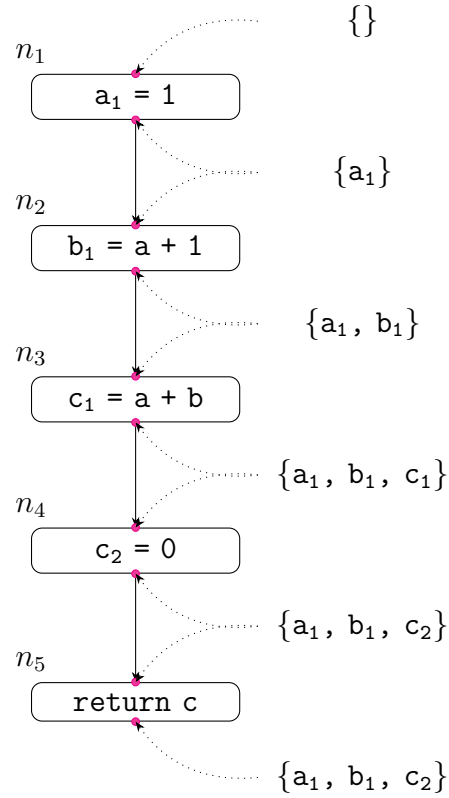 {}
n₁
a₁ = 1
{a₁}
n₂
b₁ = a + 1
{a₁, b₁}
n₃
c₁ = a + b
{a₁, b₁, c₁}
n₄
c₂ = 0
{a₁, b₁, c₂}
n₅
return c
{a₁, b₁, c₂}